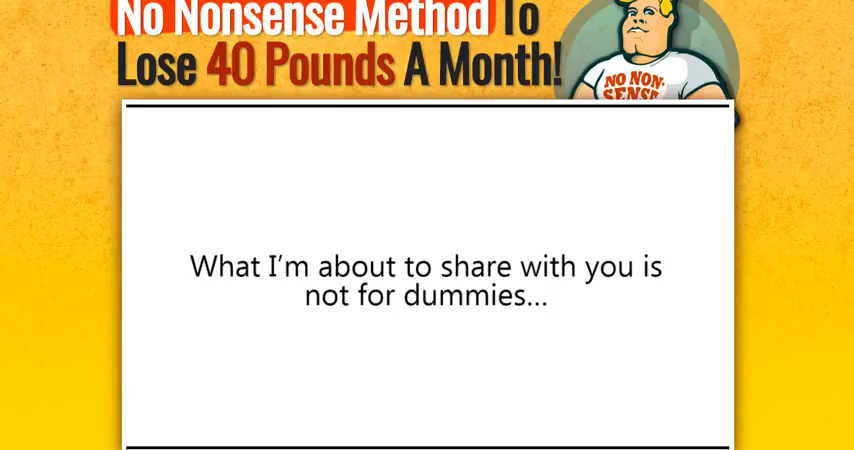 No Nonsense Method To
Lose 40 Pounds A Month!
NO NON-
SENSE
What I'm about to share with you is
not for dummies...